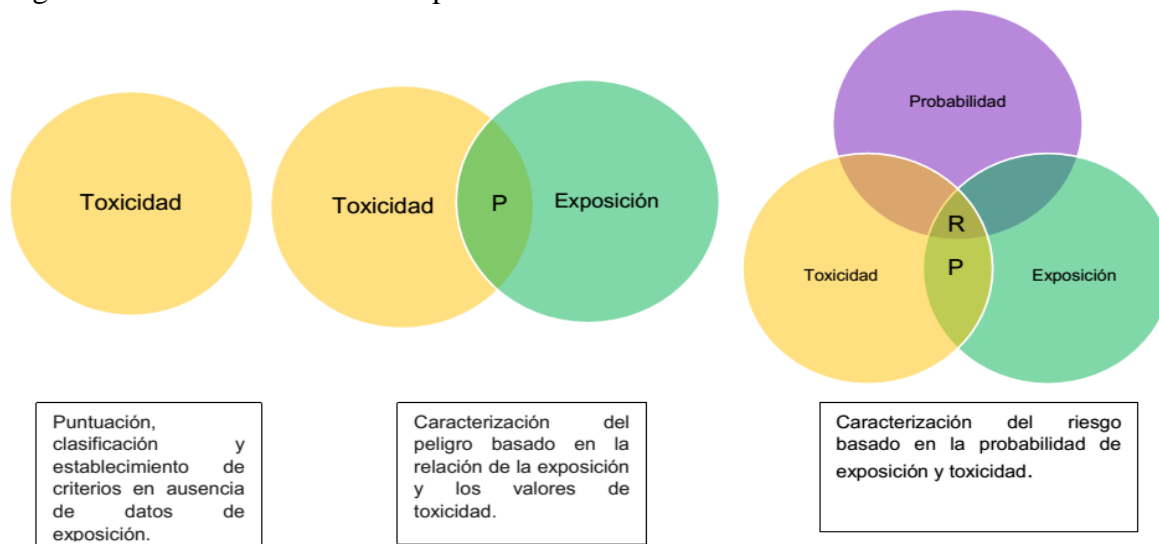 Toxicidad
Toxicidad
P
Exposición
Probabilidad
R
P
Toxicidad
Exposición
Puntuación,
clasificación y
establecimiento de
criterios en ausencia
de datos de
exposición.
Caracterización del
peligro basado en la
relación de la exposición
y los valores de
toxicidad.
Caracterización del riesgo
basado en la probabilidad de
exposición y toxicidad.